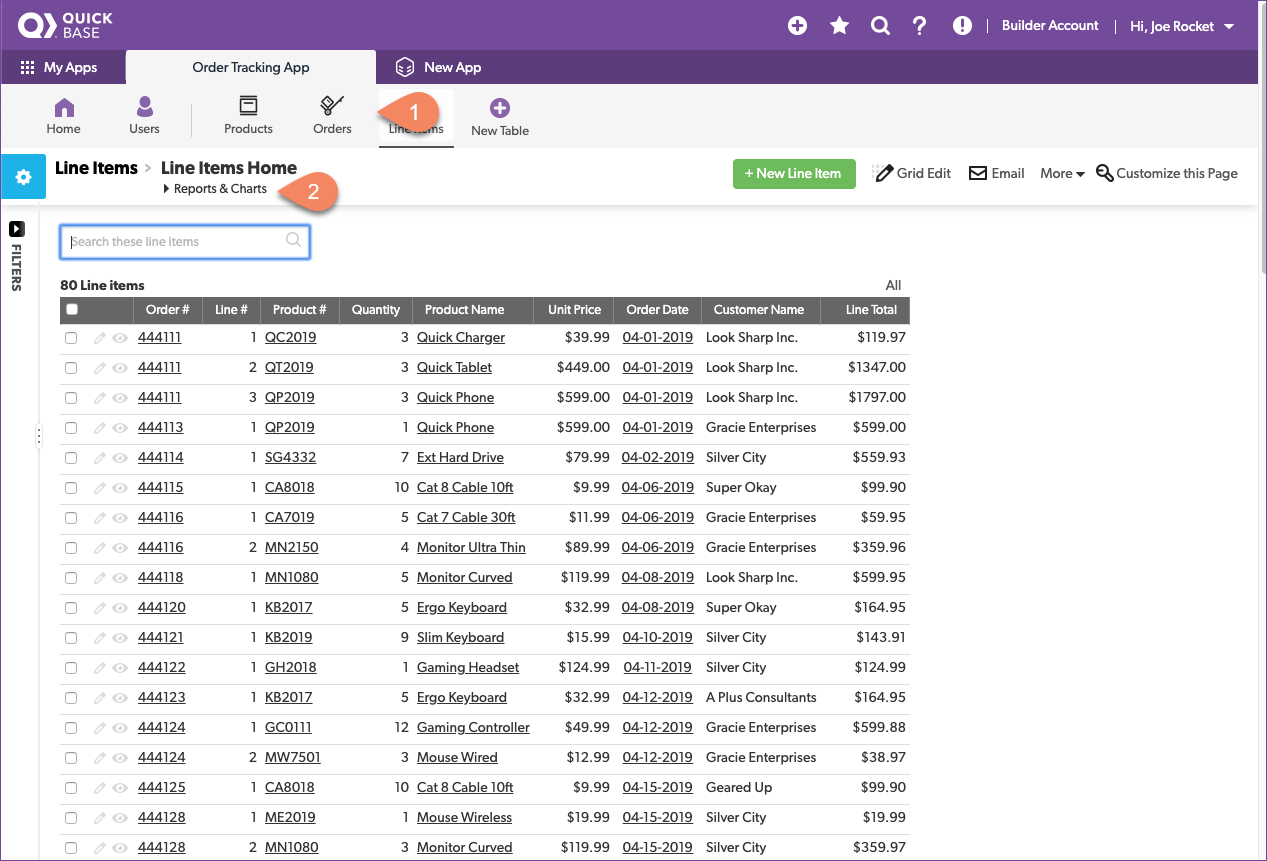 QUICK BASE
Builder Account | Hi, Joe Rocket
My Apps Order Tracking App New App
Home Users Products Orders Line Items New Table
1
Line Items > Line Items Home
Reports & Charts
2
+ New Line Item Grid Edit Email More Customize this Page
FILTERS
Search these line items
80 Line items All
Order # Line # Product # Quantity Product Name Unit Price Order Date Customer Name Line Total
444111 1 QC2019 3 Quick Charger $39.99 04-01-2019 Look Sharp Inc. $119.97
444111 2 QT2019 3 Quick Tablet $449.00 04-01-2019 Look Sharp Inc. $1347.00
444111 3 QP2019 3 Quick Phone $599.00 04-01-2019 Look Sharp Inc. $1797.00
444113 1 QP2019 1 Quick Phone $599.00 04-01-2019 Gracie Enterprises $599.00
444114 1 SG4332 7 Ext Hard Drive $79.99 04-02-2019 Silver City $559.93
444115 1 CA8018 10 Cat 8 Cable 10ft $9.99 04-06-2019 Super Okay $99.90
444116 1 CA7019 5 Cat 7 Cable 30ft $11.99 04-06-2019 Gracie Enterprises $59.95
444116 2 MN2150 4 Monitor Ultra Thin $89.99 04-06-2019 Gracie Enterprises $359.96
444118 1 MN1080 5 Monitor Curved $119.99 04-08-2019 Look Sharp Inc. $599.95
444120 1 KB2017 5 Ergo Keyboard $32.99 04-08-2019 Super Okay $164.95
444121 1 KB2019 9 Slim Keyboard $15.99 04-10-2019 Silver City $143.91
444122 1 GH2018 1 Gaming Headset $124.99 04-11-2019 Silver City $124.99
444123 1 KB2017 5 Ergo Keyboard $32.99 04-12-2019 A Plus Consultants $164.95
444124 1 GC0111 12 Gaming Controller $49.99 04-12-2019 Gracie Enterprises $599.88
444124 2 MW7501 3 Mouse Wired $12.99 04-12-2019 Gracie Enterprises $38.97
444125 1 CA8018 10 Cat 8 Cable 10ft $9.99 04-15-2019 Geared Up $99.90
444128 1 ME2019 1 Mouse Wireless $19.99 04-15-2019 Silver City $19.99
444128 2 MN1080 3 Monitor Curved $119.99 04-15-2019 Silver City $359.97